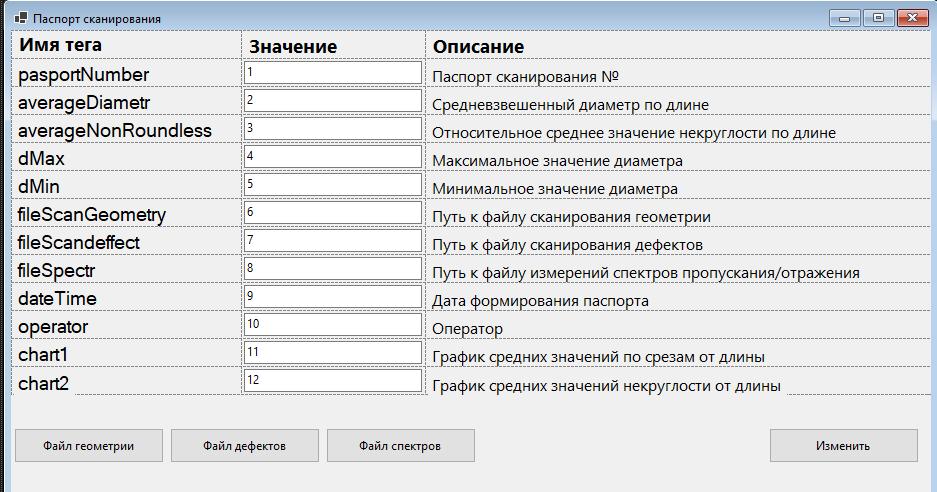 Паспорт сканирования
Имя тега Значение Описание
pasportNumber 1 Паспорт сканирования №
averageDiametr 2 Средневзвешенный диаметр по длине
averageNonRoundless 3 Относительное среднее значение некруглости по длине
dMax 4 Максимальное значение диаметра
dMin 5 Минимальное значение диаметра
fileScanGeometry 6 Путь к файлу сканирования геометрии
fileScandeffect 7 Путь к файлу сканирования дефектов
fileSpectr 8 Путь к файлу измерений спектров пропускания/отражения
dateTime 9 Дата формирования паспорта
operator 10 Оператор
chart1 11 График средних значений по срезам от длины
chart2 12 График средних значений некруглости от длины
Файл геометрии Файл дефектов Файл спектров Изменить